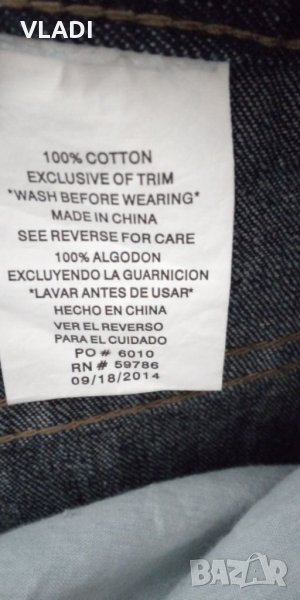 VLADI
100% COTTON
EXCLUSIVE OF TRIM
*WASH BEFORE WEARING*
MADE IN CHINA
SEE REVERSE FOR CARE
100% ALGODON
EXCLUYENDO LA GUARNICION
*LAVAR ANTES DE USAR*
HECHO EN CHINA
VER EL REVERSO
PARA EL CUIDADO
PO # 6010
RN # 59786
09/18/2014
BAZAR